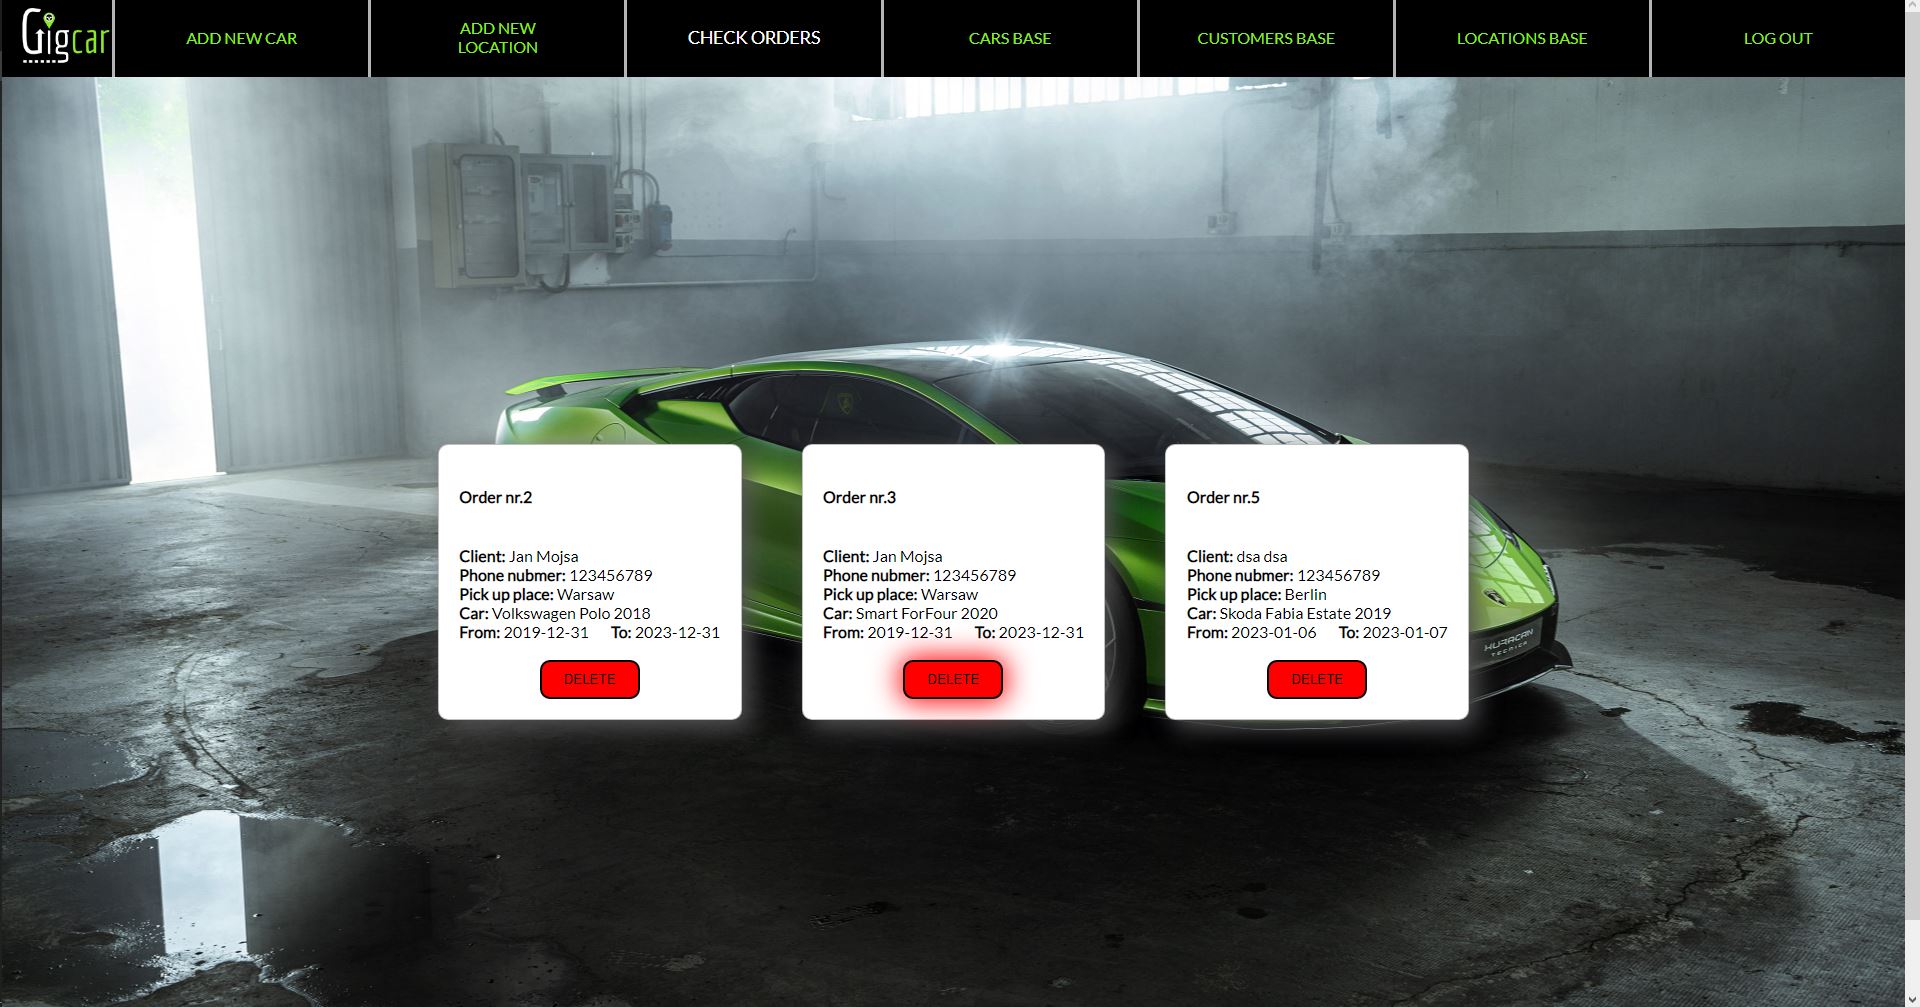 Gigcar
ADD NEW CAR
ADD NEW
LOCATION
CHECK ORDERS
CARS BASE
CUSTOMERS BASE
LOCATIONS BASE
LOG OUT
Order nr.2
Client: Jan Mojsa
Phone nubmer: 123456789
Pick up place: Warsaw
Car: Volkswagen Polo 2018
From: 2019-12-31 To: 2023-12-31
DELETE
Order nr.3
Client: Jan Mojsa
Phone nubmer: 123456789
Pick up place: Warsaw
Car: Smart ForFour 2020
From: 2019-12-31 To: 2023-12-31
DELETE
Order nr.5
Client: dsa dsa
Phone nubmer: 123456789
Pick up place: Berlin
Car: Skoda Fabia Estate 2019
From: 2023-01-06 To: 2023-01-07
DELETE
HURACAN
TECNICA